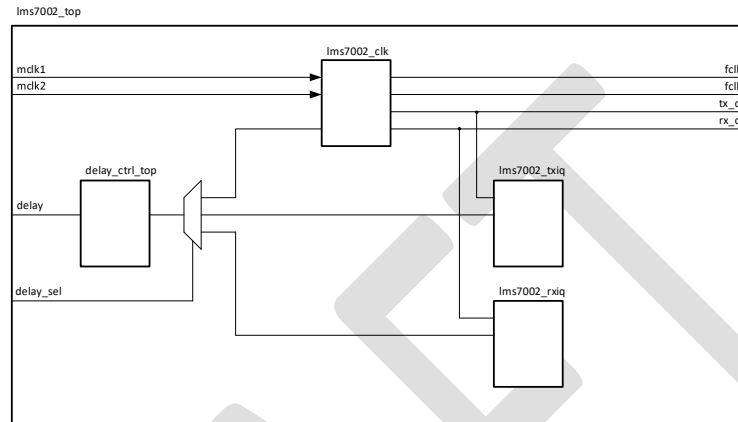 lms7002_top
lms7002_clk
mclk1
mclk2
delay_ctrl_top
lms7002_txiq
delay
delay_sel
lms7002_rxiq